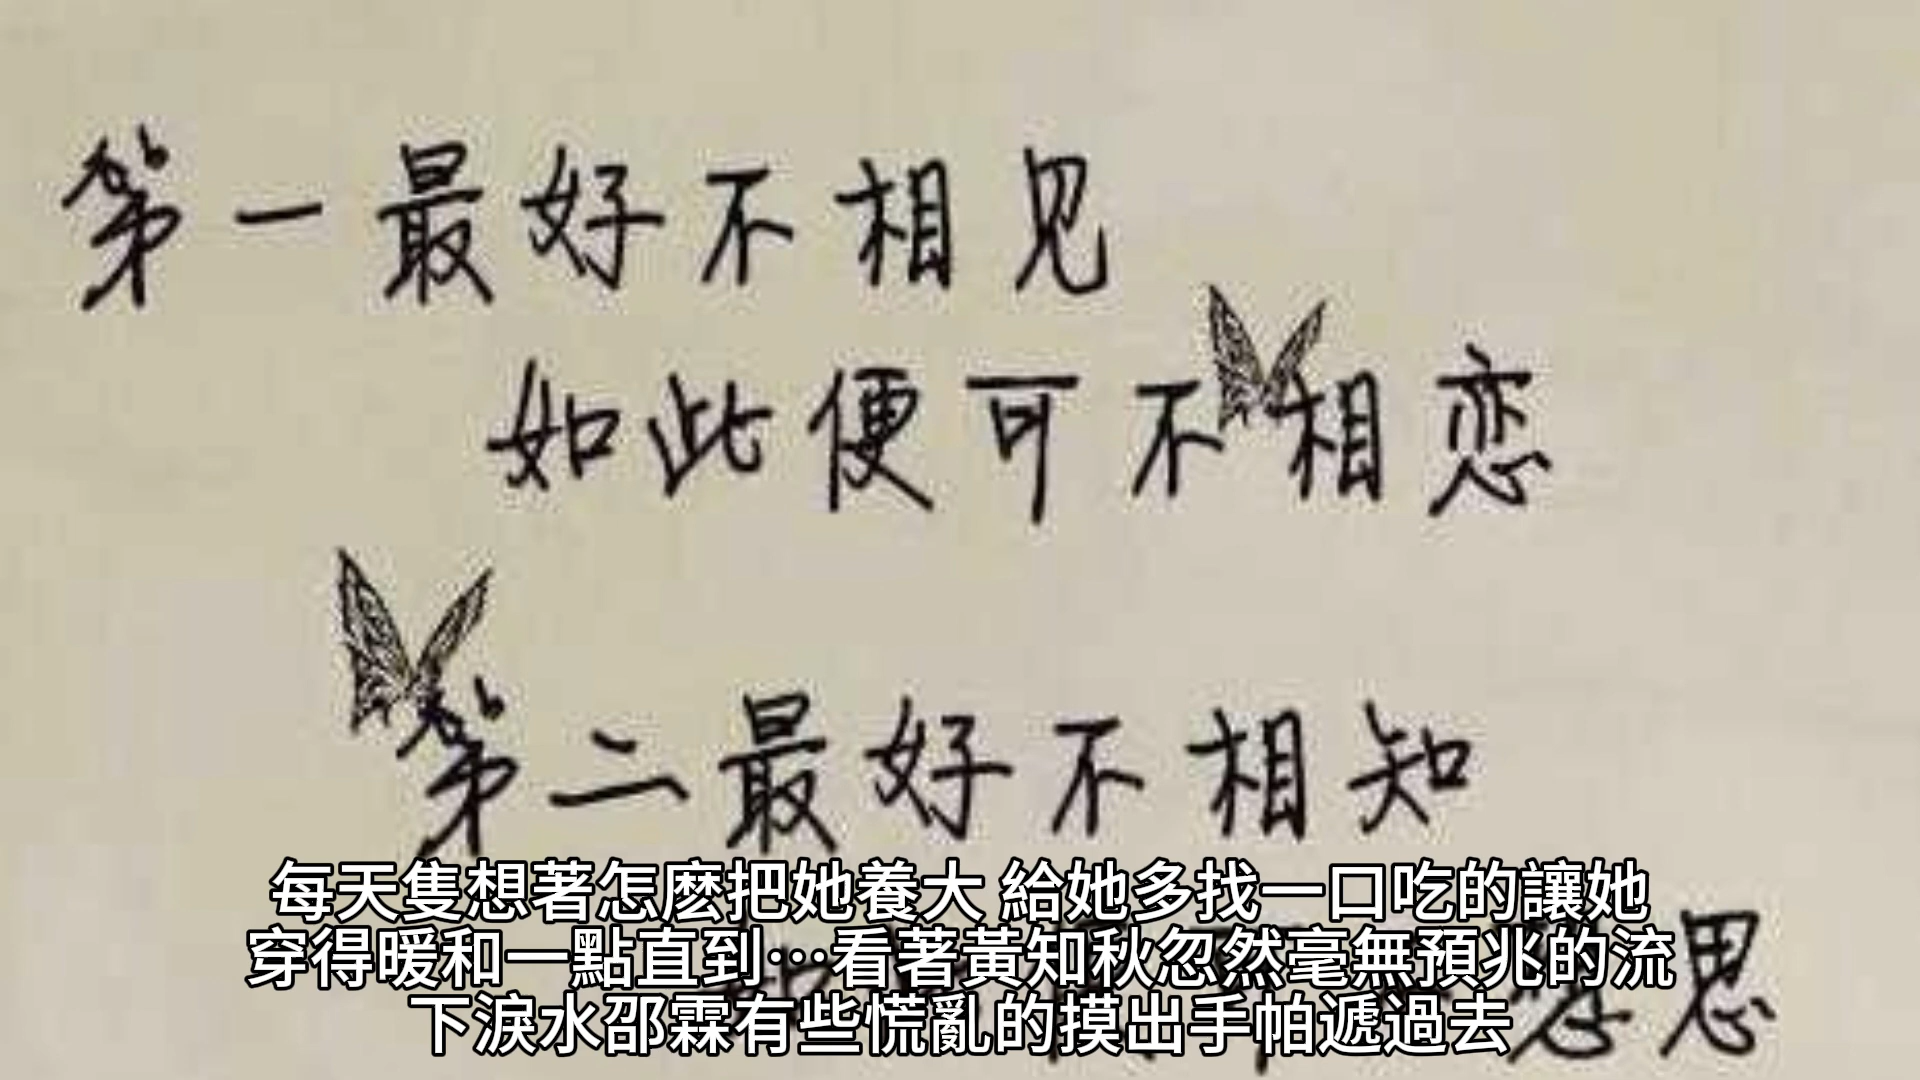 第一最好不相见
如此便可不相恋
第二最好不相知
思
每天隻想著怎麽把她養大 給她多找一口吃的讓她
穿得暖和一點直到…看著黃知秋忽然毫無預兆的流
下淚水邵霖有些慌亂的摸出手帕遞過去